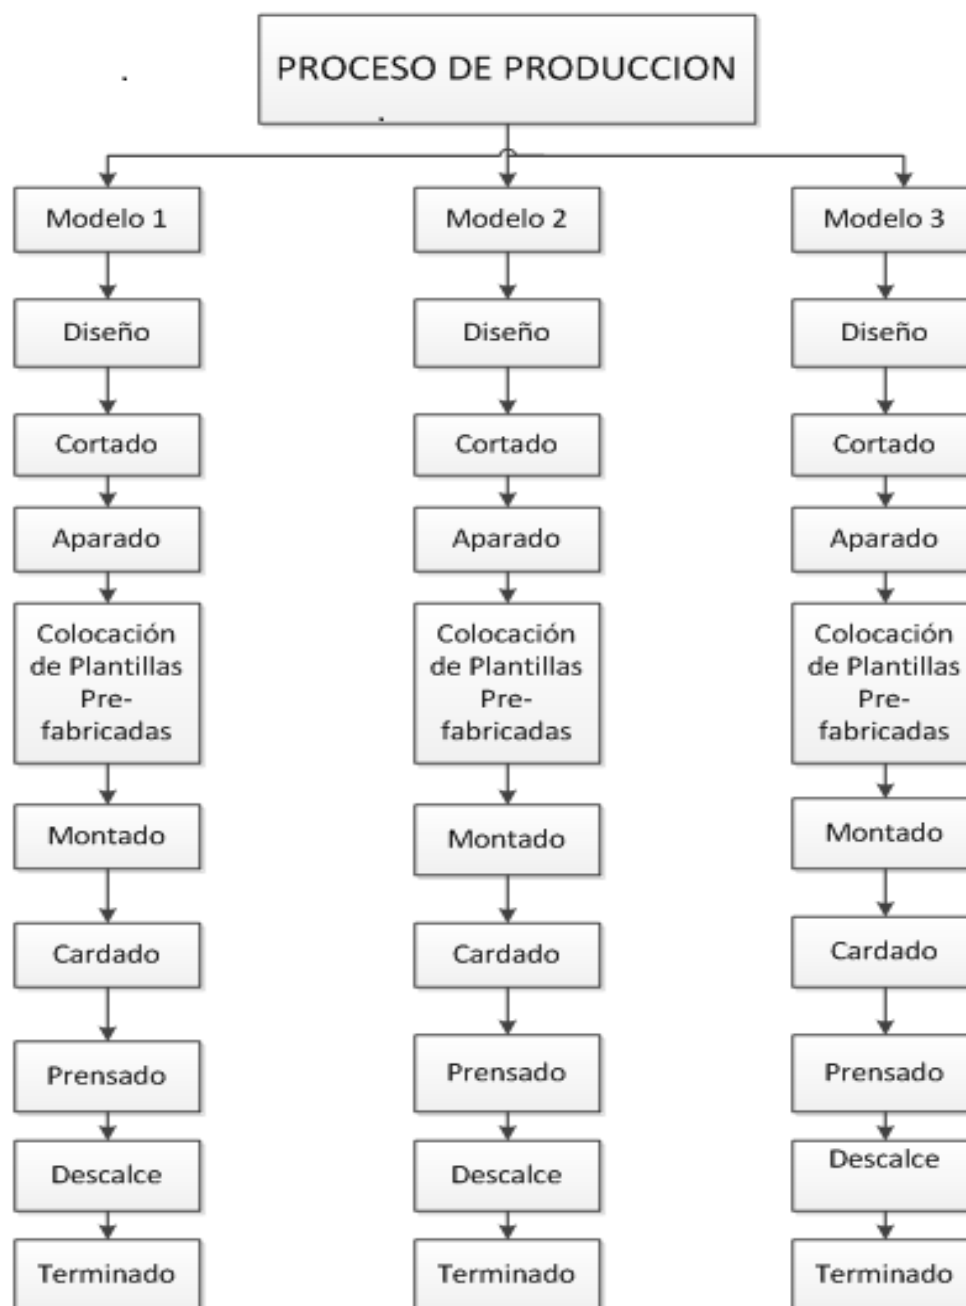 PROCESO DE PRODUCCION
Modelo 1
Modelo 2
Modelo 3
Diseño
Diseño
Diseño
Cortado
Cortado
Cortado
Aparado
Aparado
Aparado
Colocación
de Plantillas
Pre-
fabricadas
Colocación
de Plantillas
Pre-
fabricadas
Colocación
de Plantillas
Pre-
fabricadas
Montado
Montado
Montado
Cardado
Cardado
Cardado
Prensado
Prensado
Prensado
Descalce
Descalce
Descalce
Terminado
Terminado
Terminado